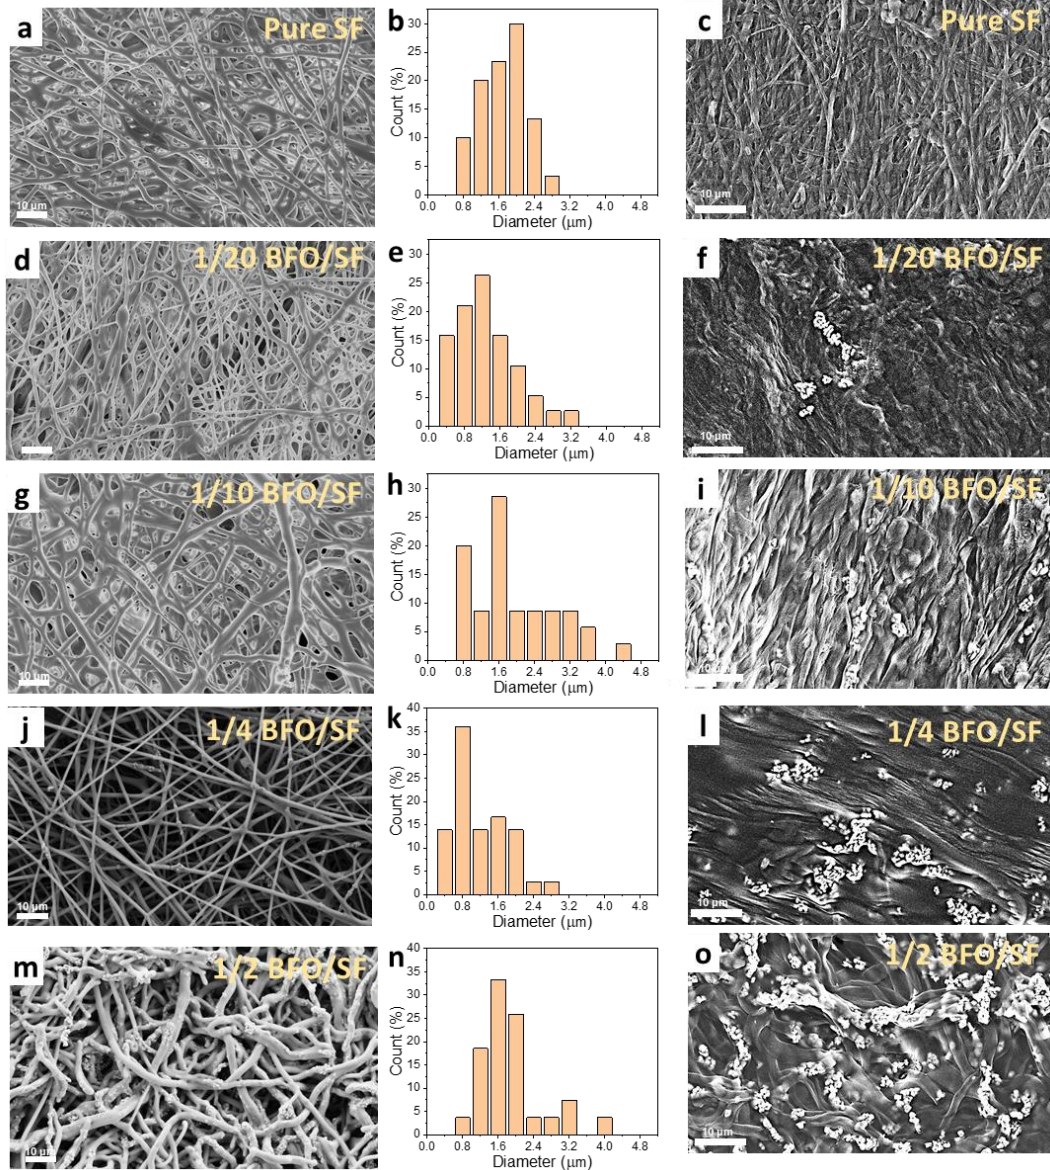 a
Pure SF
10 μm
b
30
25
20
15
10
5
0
Count (%)
0.0 0.8 1.6 2.4 3.2 4.0 4.8
Diameter (μm)
c
Pure SF
10 μm
d
1/20 BFO/SF
e
30
25
20
15
10
5
0
Count (%)
0.0 0.8 1.6 2.4 3.2 4.0 4.8
Diameter (μm)
f
1/20 BFO/SF
10 μm
g
1/10 BFO/SF
10 μm
h
30
25
20
15
10
5
0
Count (%)
0.0 0.8 1.6 2.4 3.2 4.0 4.8
Diameter (μm)
i
1/10 BFO/SF
10 μm
j
1/4 BFO/SF
10 μm
k
40
35
30
25
20
15
10
5
0
Count (%)
0.0 0.8 1.6 2.4 3.2 4.0 4.8
Diameter (μm)
l
1/4 BFO/SF
10 μm
m
1/2 BFO/SF
10 μm
n
40
35
30
25
20
15
10
5
0
Count (%)
0.0 0.8 1.6 2.4 3.2 4.0 4.8
Diameter (μm)
o
1/2 BFO/SF
10 μm